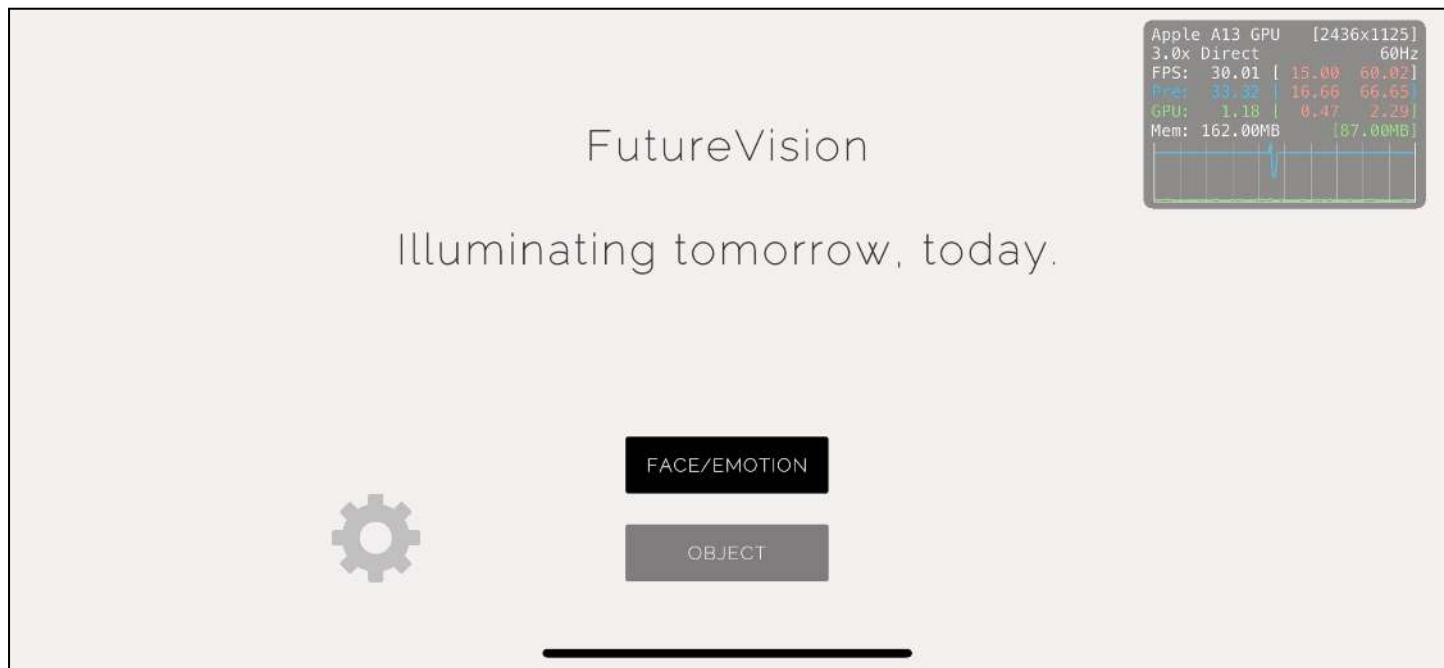 Apple A13 GPU [2436x1125]
3.0x Direct 60Hz
FPS: 30.01 [ 15.00 60.02]
Pre: 33.32 [ 16.66 66.65]
GPU: 1.18 [ 0.47 2.29]
Mem: 162.00MB [87.00MB]
FutureVision
Illuminating tomorrow, today.
FACE/EMOTION
OBJECT